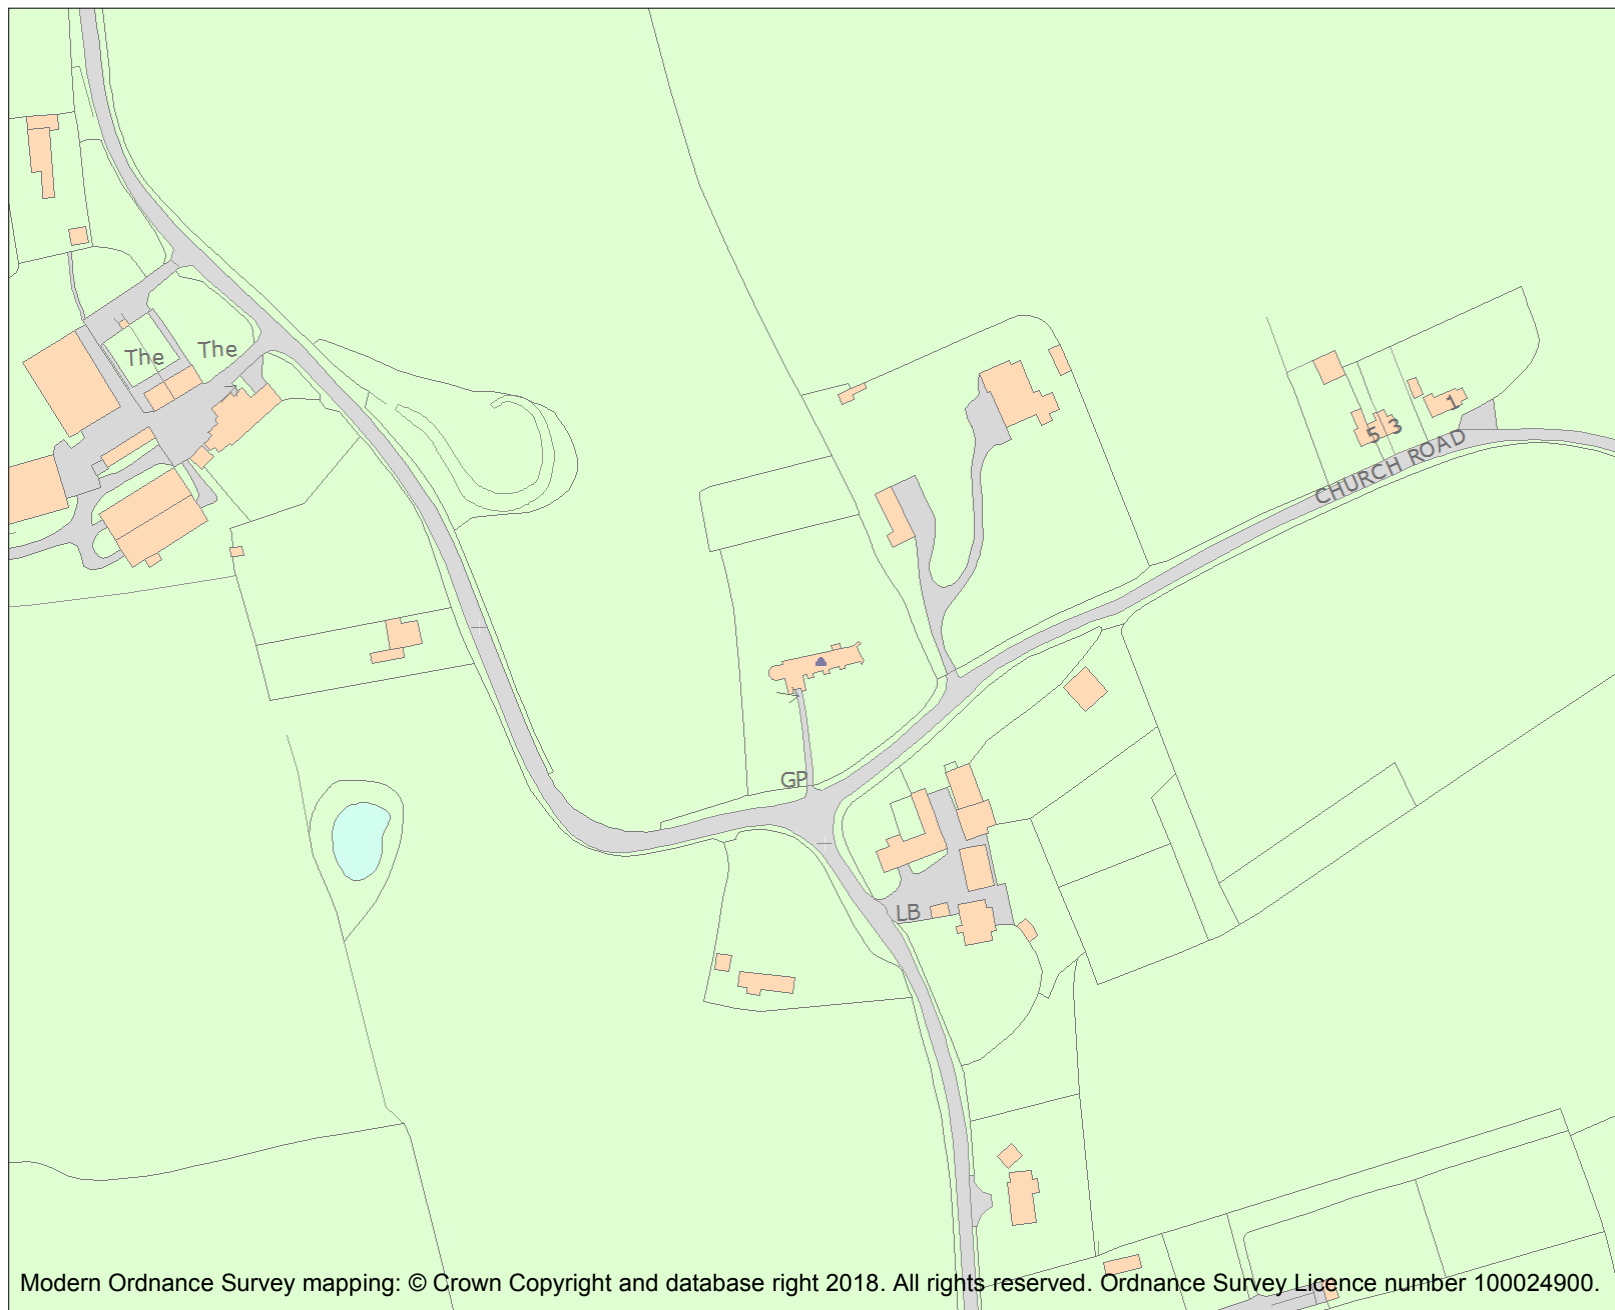 The
The
1
5 3
CHURCH ROAD
GP
LB
Modern Ordnance Survey mapping: © Crown Copyright and database right 2018. All rights reserved. Ordnance Survey Licence number 100024900.